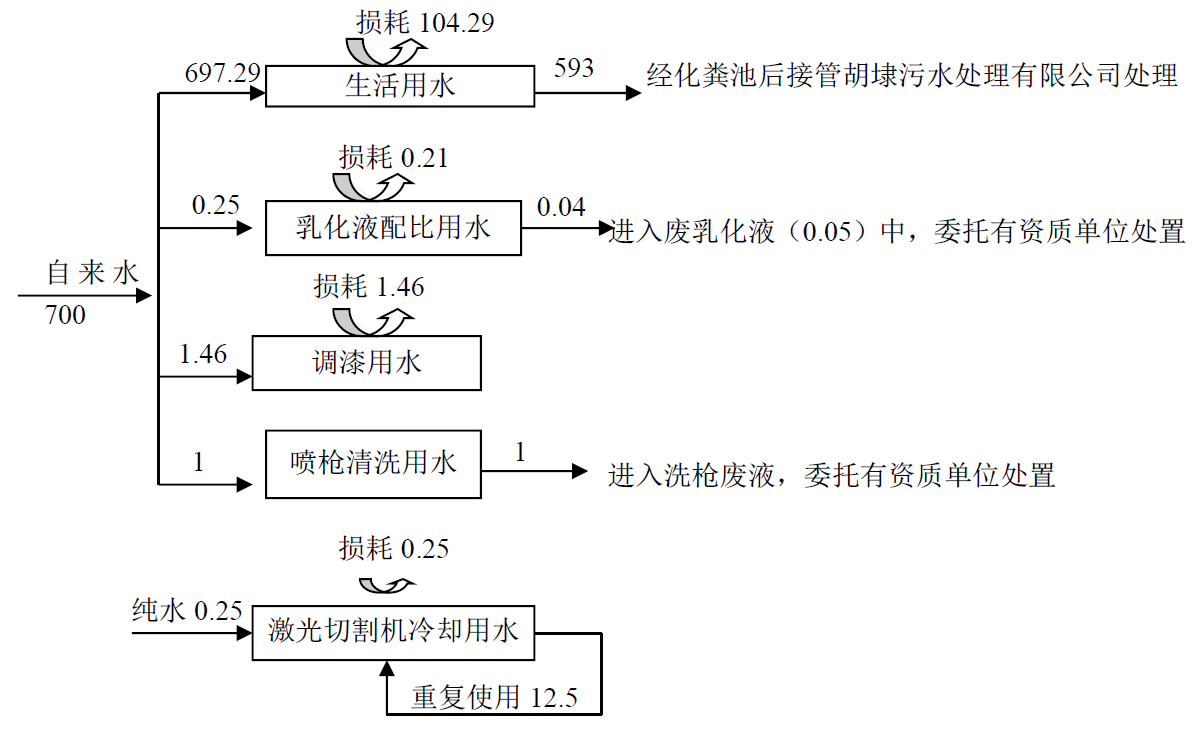 损耗 104.29
697.29
生活用水
593
经化粪池后接管胡埭污水处理有限公司处理
损耗 0.21
0.25
乳化液配比用水
0.04
进入废乳化液（0.05）中，委托有资质单位处置
自来水
700
损耗 1.46
1.46
调漆用水
1
喷枪清洗用水
1
进入洗枪废液，委托有资质单位处置
损耗 0.25
纯水 0.25
激光切割机冷却用水
重复使用 12.5